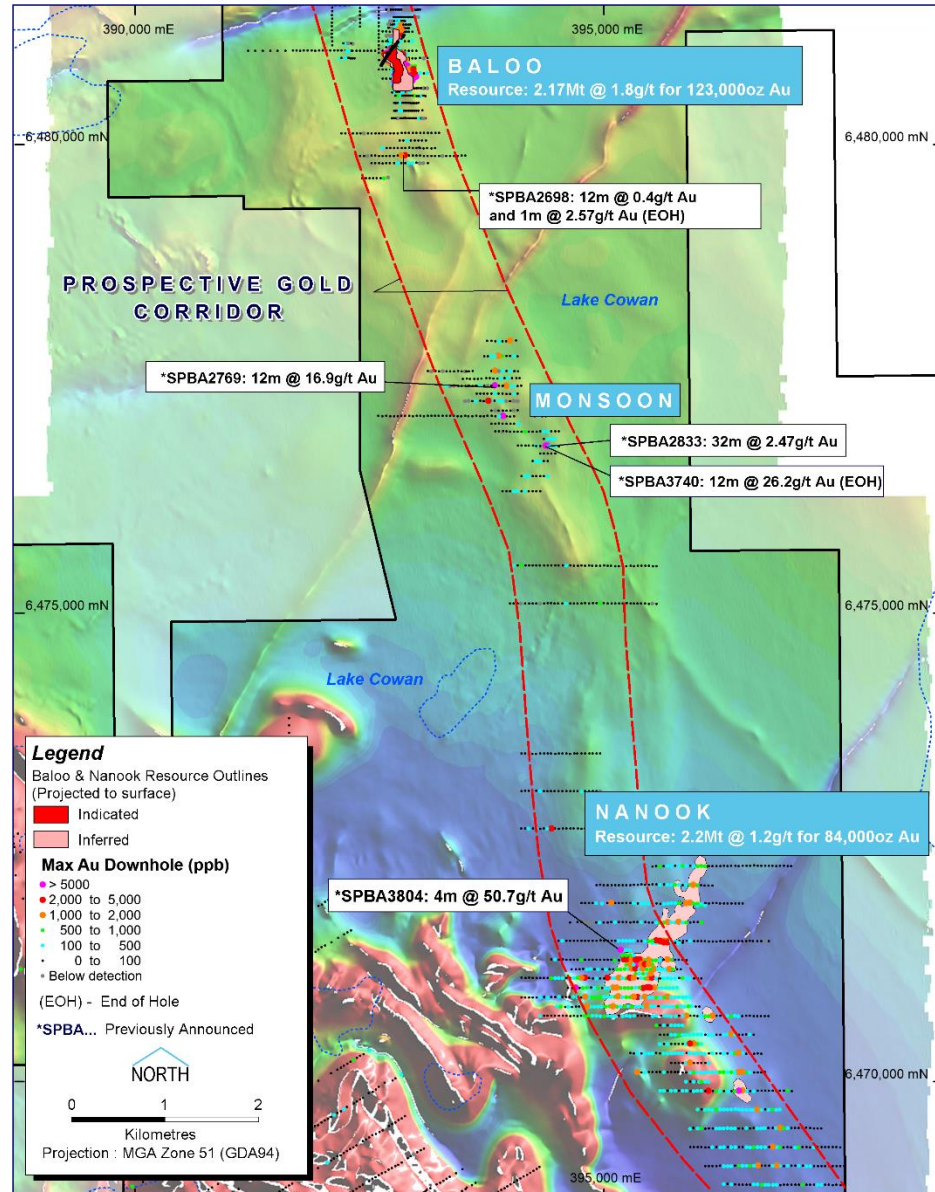 390,000 mE
395,000 mE
BALOO
Resource: 2.17Mt @ 1.8g/t for 123,000oz Au
6,480,000 mN
6,480,000 mN
*SPBA2698: 12m @ 0.4g/t Au
and 1m @ 2.57g/t Au (EOH)
PROSPECTIVE GOLD
CORRIDOR
Lake Cowan
*SPBA2769: 12m @ 16.9g/t Au
MONSOON
*SPBA2833: 32m @ 2.47g/t Au
*SPBA3740: 12m @ 26.2g/t Au (EOH)
6,475,000 mN
6,475,000 mN
Lake Cowan
NANOOK
Resource: 2.2Mt @ 1.2g/t for 84,000oz Au
*SPBA3804: 4m @ 50.7g/t Au
6,470,000 mN
395,000 mE
Legend
Baloo & Nanook Resource Outlines
(Projected to surface)
Indicated
Inferred
Max Au Downhole (ppb)
> 5000
2,000 to 5,000
1,000 to 2,000
500 to 1,000
100 to 500
0 to 100
Below detection
(EOH) - End of Hole
*SPBA... Previously Announced
NORTH
0 1 2
Kilometres
Projection : MGA Zone 51 (GDA94)